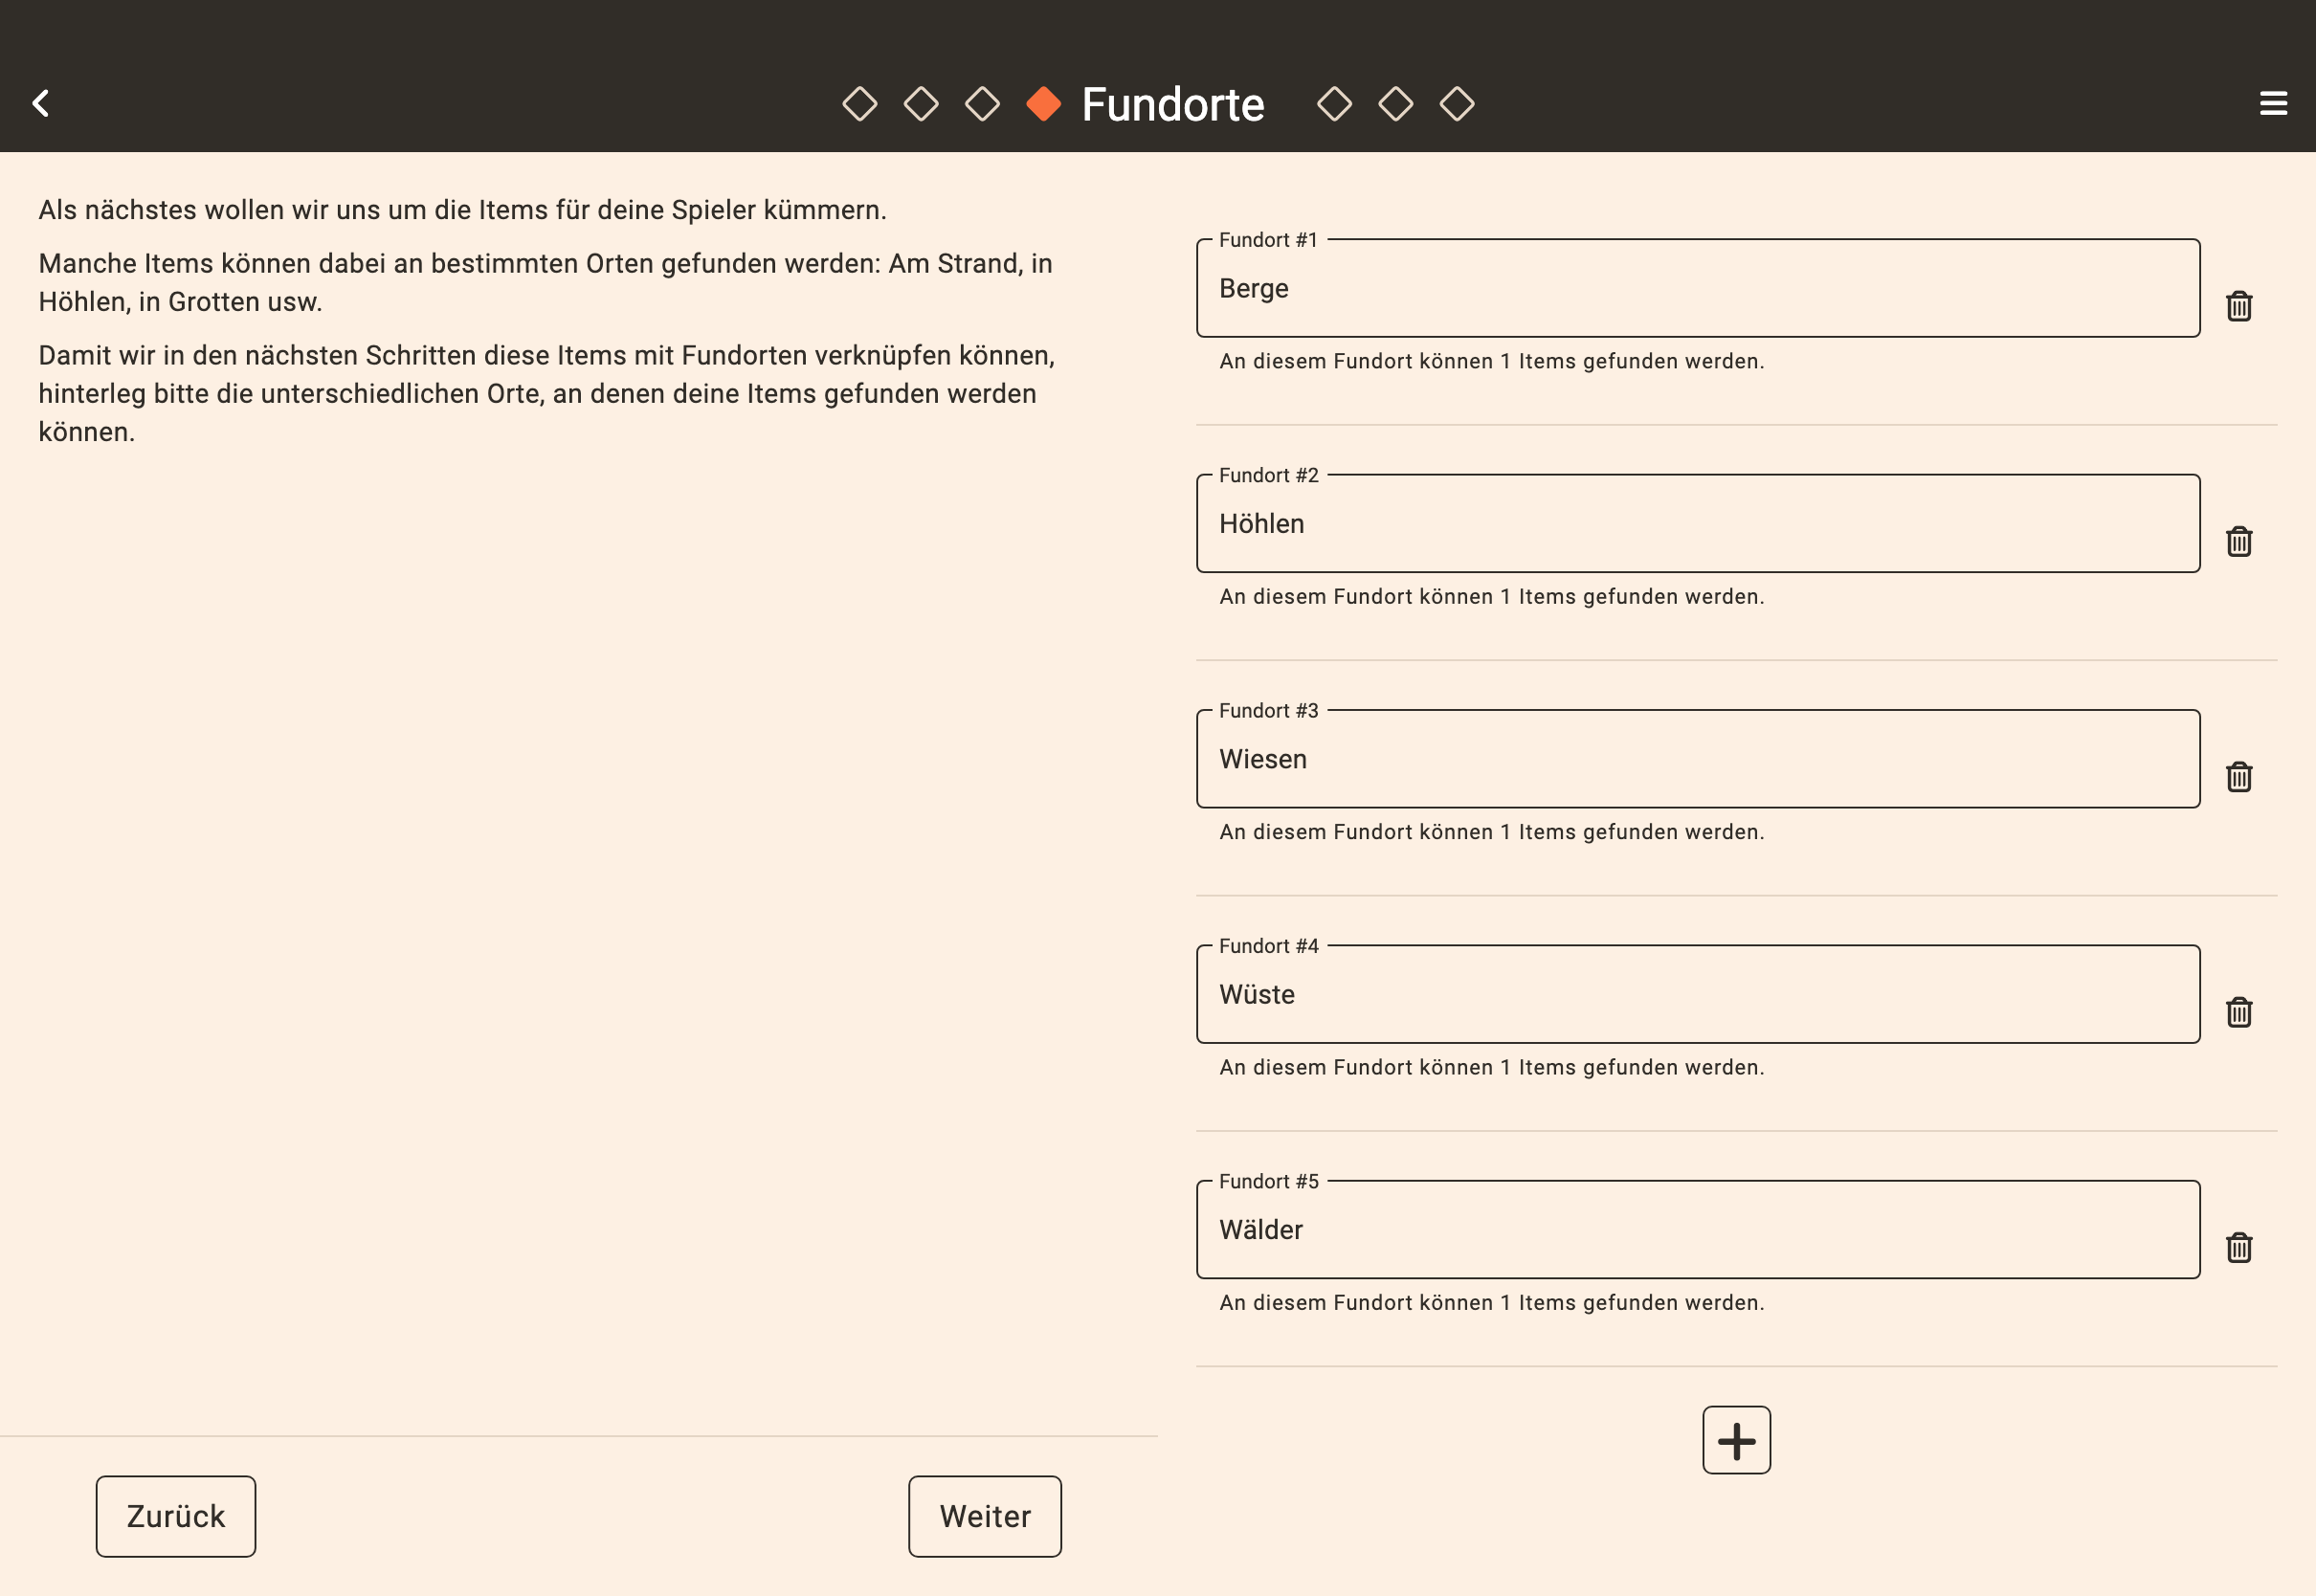 Fundorte
Als nächstes wollen wir uns um die Items für deine Spieler kümmern.
Manche Items können dabei an bestimmten Orten gefunden werden: Am Strand, in
Höhlen, in Grotten usw.
Damit wir in den nächsten Schritten diese Items mit Fundorten verknüpfen können,
hinterleg bitte die unterschiedlichen Orte, an denen deine Items gefunden werden
können.
Zurück
Weiter
Fundort #1
Berge
An diesem Fundort können 1 Items gefunden werden.
Fundort #2
Höhlen
An diesem Fundort können 1 Items gefunden werden.
Fundort #3
Wiesen
An diesem Fundort können 1 Items gefunden werden.
Fundort #4
Wüste
An diesem Fundort können 1 Items gefunden werden.
Fundort #5
Wälder
An diesem Fundort können 1 Items gefunden werden.